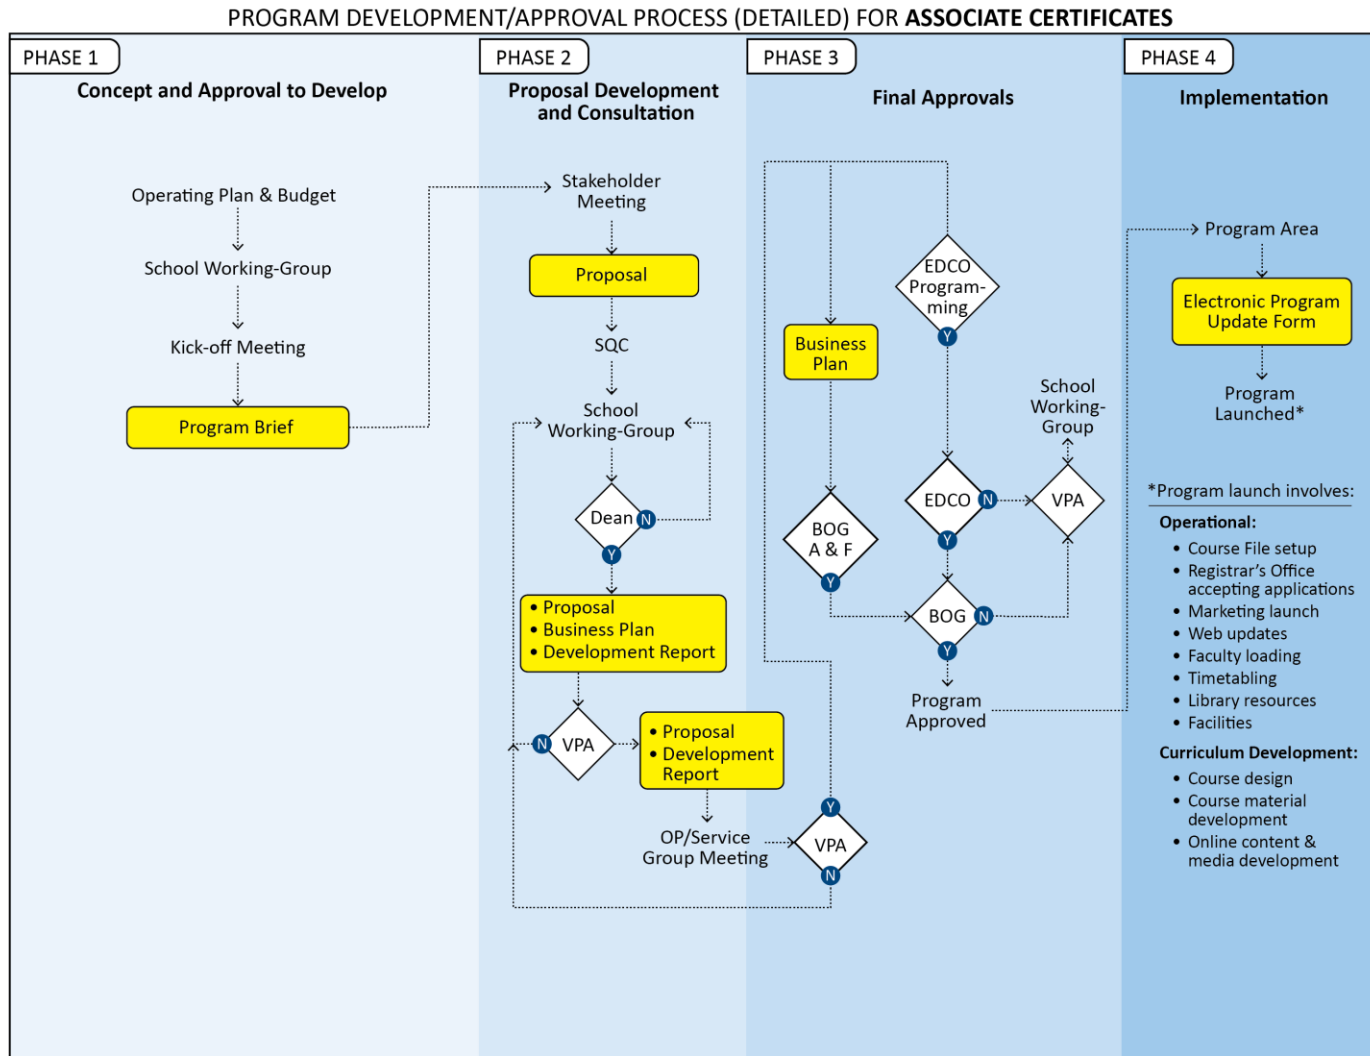 PROGRAM DEVELOPMENT/APPROVAL PROCESS (DETAILED) FOR ASSOCIATE CERTIFICATES
PHASE 1
Concept and Approval to Develop
Operating Plan & Budget
School Working-Group
Kick-off Meeting
Program Brief
PHASE 2
Proposal Development
and Consultation
Stakeholder
Meeting
Proposal
SQC
School
Working-Group
Dean
N
Y
• Proposal
• Business Plan
• Development Report
N
VPA
• Proposal
• Development
Report
OP/Service
Group Meeting
PHASE 3
Final Approvals
Y
VPA
N
EDCO
Program-
ming
Y
Business
Plan
School
Working-
Group
EDCO
N
Y
VPA
BOG
A & F
Y
BOG
N
Y
Program
Approved
PHASE 4
Implementation
Program Area
Electronic Program
Update Form
Program
Launched*
*Program launch involves:
Operational:
• Course File setup
• Registrar's Office
accepting applications
• Marketing launch
• Web updates
• Faculty loading
• Timetabling
• Library resources
• Facilities
Curriculum Development:
• Course design
• Course material
development
• Online content &
media development